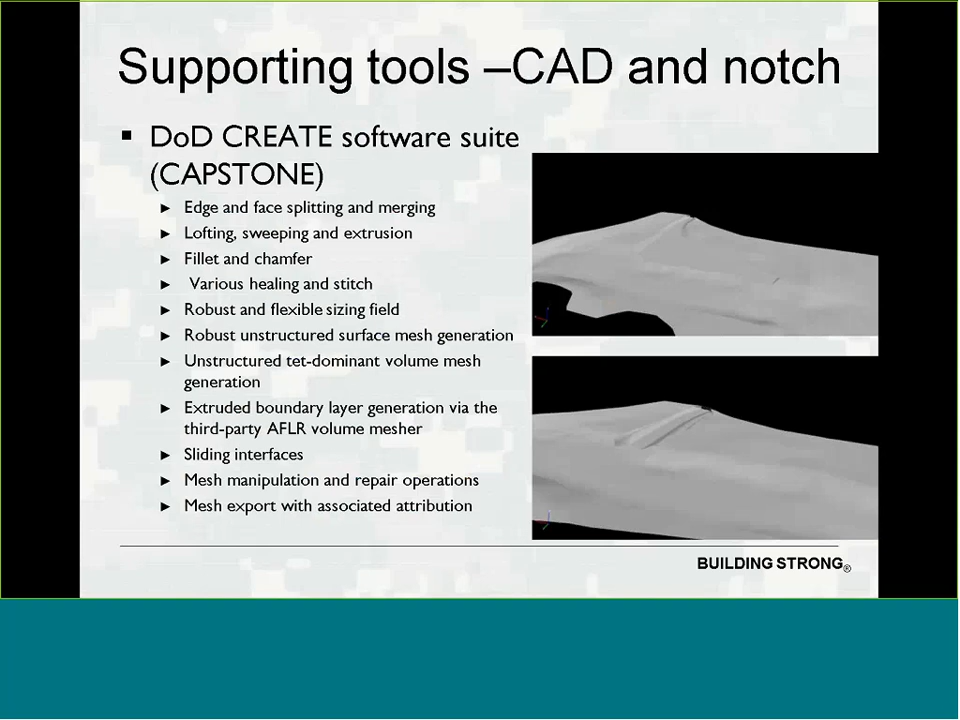 Supporting tools –CAD and notch
▪ DoD CREATE software suite
(CAPSTONE)
► Edge and face splitting and merging
► Lofting, sweeping and extrusion
► Fillet and chamfer
► Various healing and stitch
► Robust and flexible sizing field
► Robust unstructured surface mesh generation
► Unstructured tet-dominant volume mesh
generation
► Extruded boundary layer generation via the
third-party AFLR volume mesher
► Sliding interfaces
► Mesh manipulation and repair operations
► Mesh export with associated attribution
BUILDING STRONG®